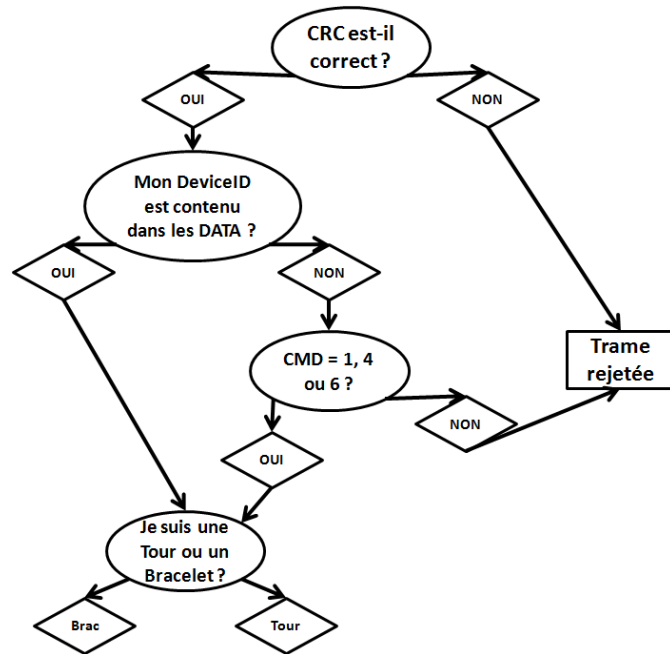 CRC est-il
correct ?
OUI
NON
Mon DeviceID
est contenu
dans les DATA ?
OUI
NON
CMD = 1, 4
ou 6 ?
Trame
rejetée
NON
OUI
Je suis une
Tour ou un
Bracelet ?
Brac
Tour